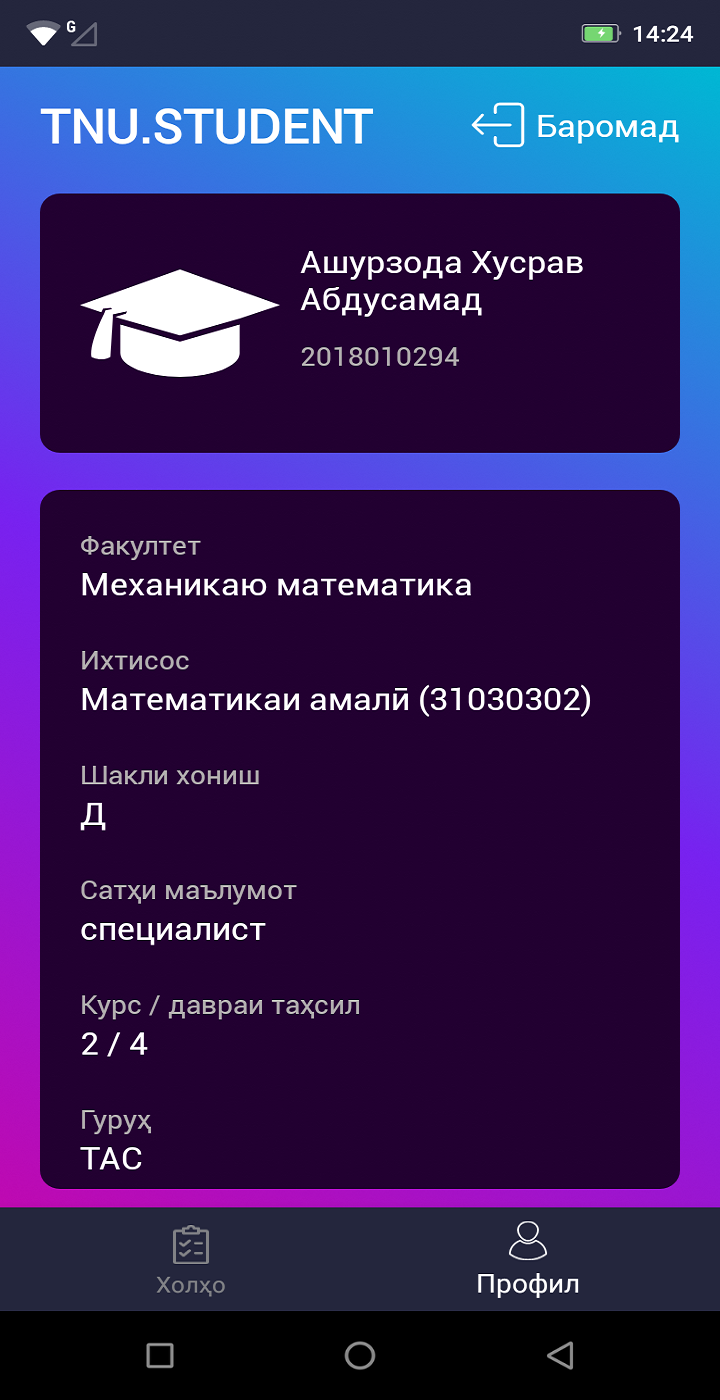 G
14:24
TNU.STUDENT
Баромад
Ашурзода Хусрав
Абдусамад
2018010294
Факултет
Механикаю математика
Ихтисос
Математикаи амалӣ (31030302)
Шакли хониш
Д
Сатҳи маълумот
специалист
Курс / давраи таҳсил
2 / 4
Гуруҳ
ТАС
Холҳо
Профил